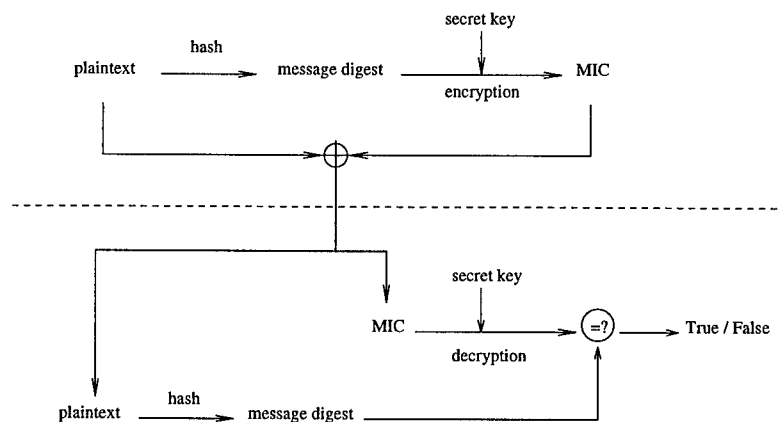 secret key
hash
plaintext
message digest
MIC
encryption
secret key
MIC
=?
True / False
decryption
hash
plaintext
message digest